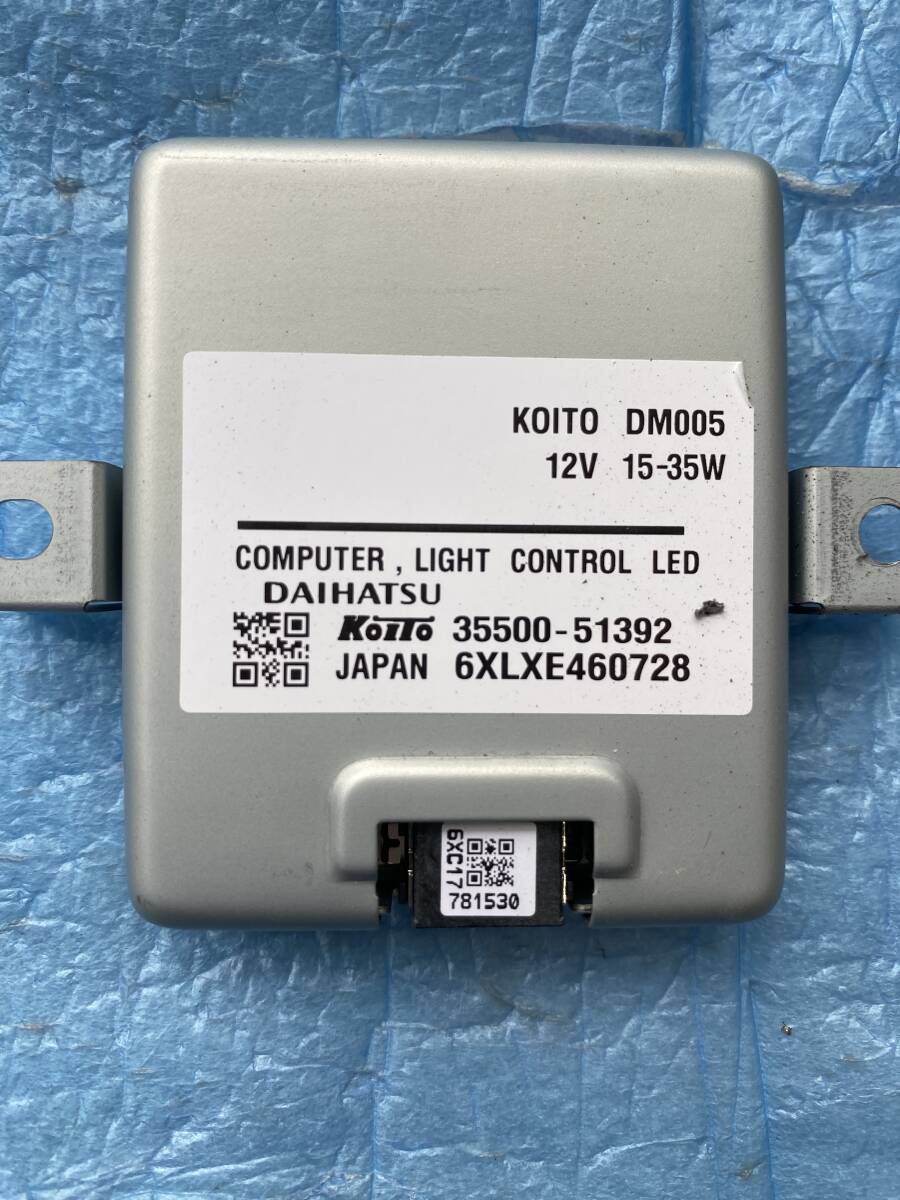 KOITO DM005
12V 15-35W
COMPUTER , LIGHT CONTROL LED
DAIHATSU
KOITO 35500-51392
JAPAN 6XLXE460728
6XC17
781530